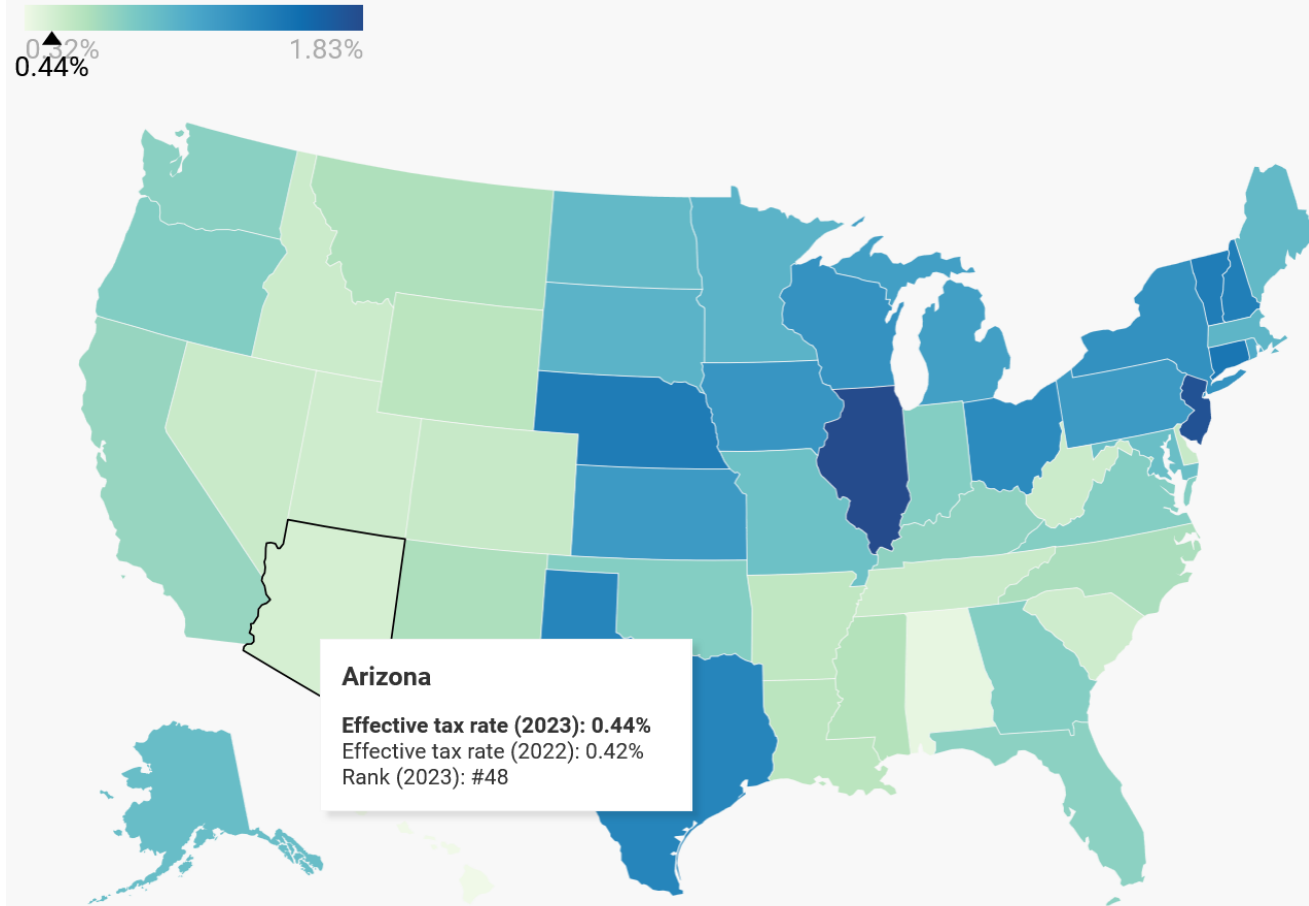 0.32% 1.83%
0.44%
Arizona
Effective tax rate (2023): 0.44%
Effective tax rate (2022): 0.42%
Rank (2023): #48